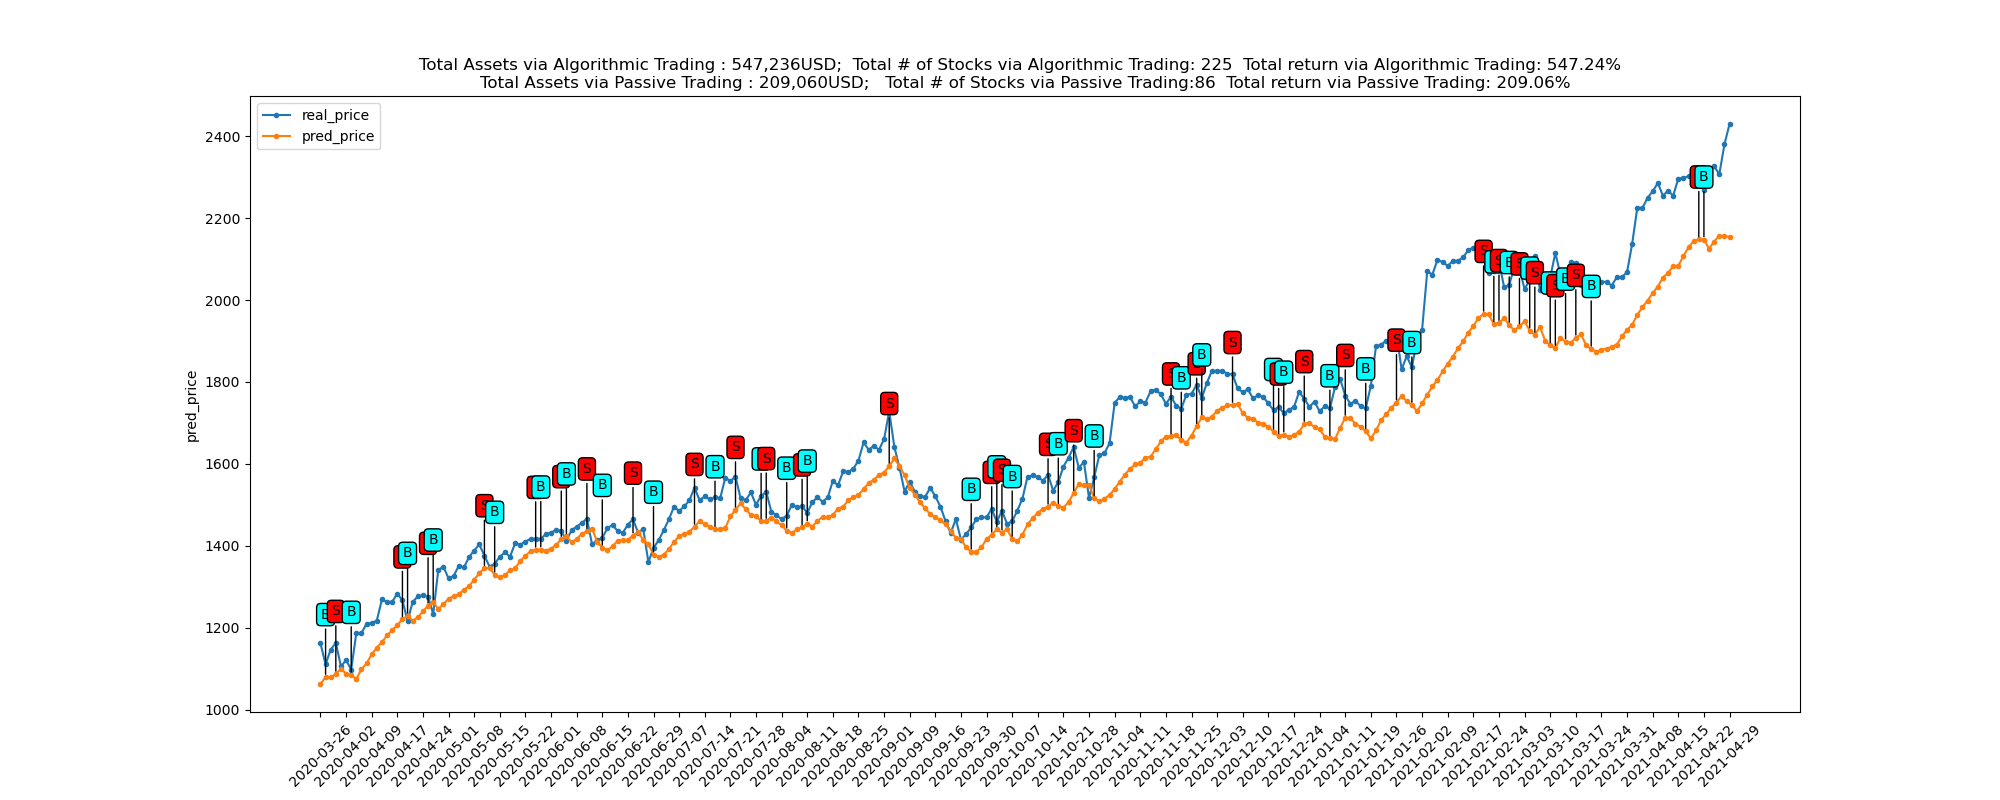 Total Assets via Algorithmic Trading : 547,236USD;  Total # of Stocks via Algorithmic Trading: 225  Total return via Algorithmic Trading: 547.24%
Total Assets via Passive Trading : 209,060USD;   Total # of Stocks via Passive Trading:86  Total return via Passive Trading: 209.06%
real_price
pred_price
2400
2200
2000
1800
1600
1400
1200
1000
pred_price
B S B
B
B
S B
B
B
S B
S
B
S
B
S
S
B
S
B
B
S
B
S
B
B
S
B
S
B
B
S
B
S
B
S
B
S
B
B
2020-03-26
2020-04-02
2020-04-09
2020-04-17
2020-04-24
2020-05-01
2020-05-08
2020-05-15
2020-05-22
2020-06-01
2020-06-08
2020-06-15
2020-06-22
2020-06-29
2020-07-07
2020-07-14
2020-07-21
2020-07-28
2020-08-04
2020-08-11
2020-08-18
2020-08-25
2020-09-01
2020-09-09
2020-09-16
2020-09-23
2020-09-30
2020-10-07
2020-10-14
2020-10-21
2020-10-28
2020-11-04
2020-11-11
2020-11-18
2020-11-25
2020-12-03
2020-12-10
2020-12-17
2020-12-24
2021-01-04
2021-01-11
2021-01-19
2021-01-26
2021-02-02
2021-02-09
2021-02-17
2021-02-24
2021-03-03
2021-03-10
2021-03-17
2021-03-24
2021-03-31
2021-04-08
2021-04-15
2021-04-22
2021-04-29